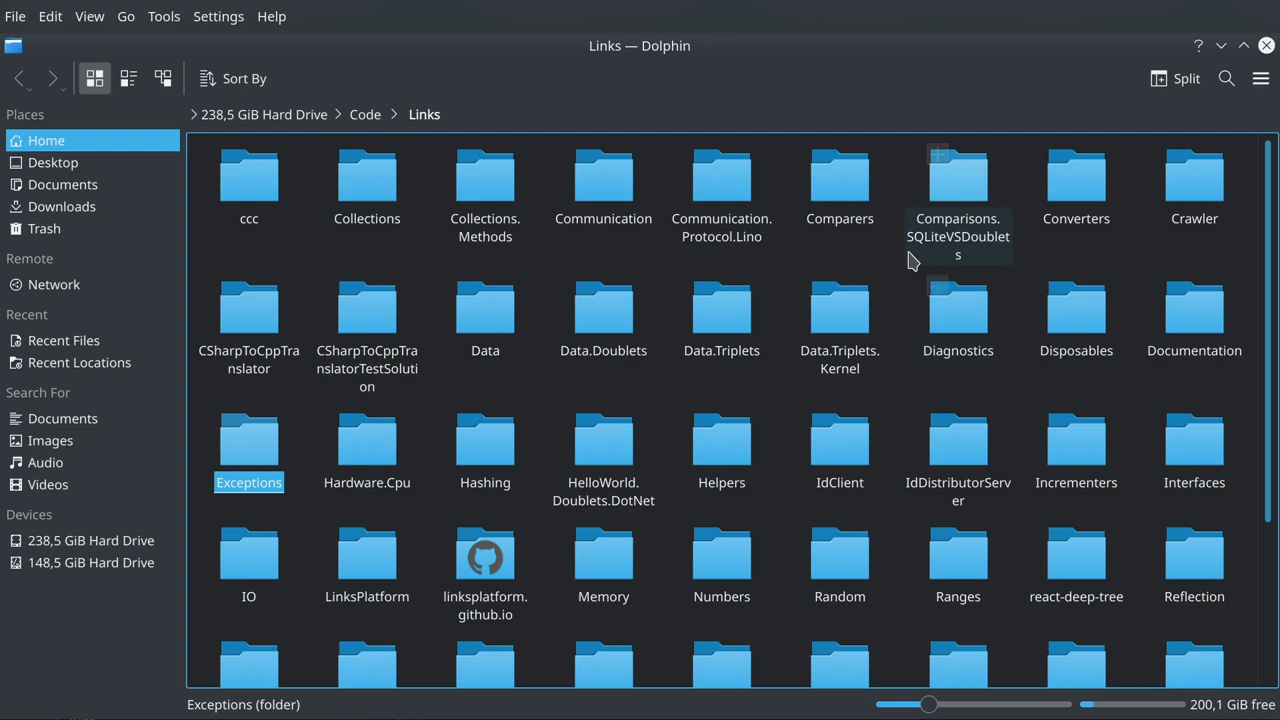 File Edit View Go Tools Settings Help
Links — Dolphin
Sort By
Split
Places
238,5 GiB Hard Drive Code Links
Home
Desktop
Documents
Downloads
Trash
Remote
Network
Recent
Recent Files
Recent Locations
Search For
Documents
Images
Audio
Videos
Devices
238,5 GiB Hard Drive
148,5 GiB Hard Drive
ccc
Collections
Collections.
Methods
Communication
Communication.
Protocol.Lino
Comparers
Comparisons.
SQLiteVSDoublet
s
Converters
Crawler
CSharpToCppTra
nslator
CSharpToCppTra
nslatorTestSoluti
on
Data
Data.Doublets
Data.Triplets
Data.Triplets.
Kernel
Diagnostics
Disposables
Documentation
Exceptions
Hardware.Cpu
Hashing
HelloWorld.
Doublets.DotNet
Helpers
IdClient
IdDistributorServ
er
Incrementers
Interfaces
IO
LinksPlatform
linksplatform.
github.io
Memory
Numbers
Random
Ranges
react-deep-tree
Reflection
Exceptions (folder)
200,1 GiB free